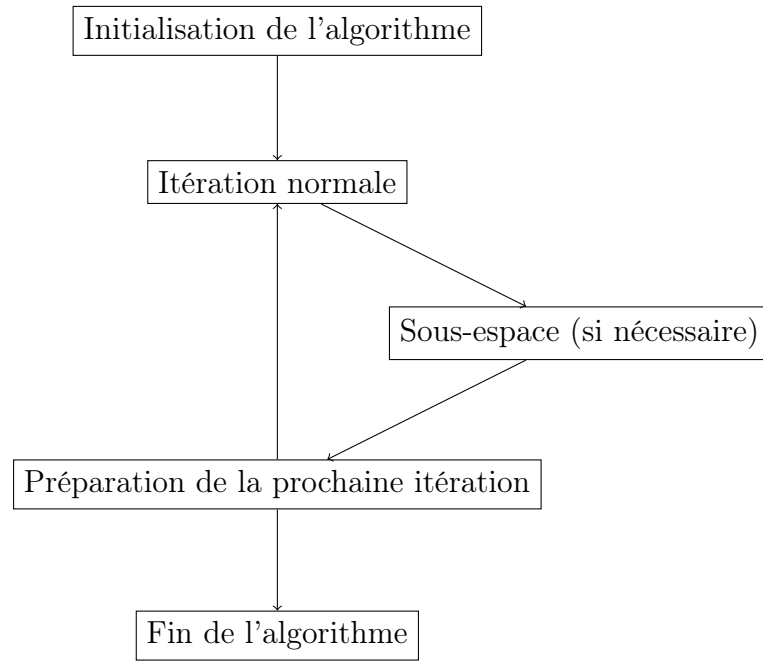 Initialisation de l'algorithme
Itération normale
Sous-espace (si nécessaire)
Préparation de la prochaine itération
Fin de l'algorithme